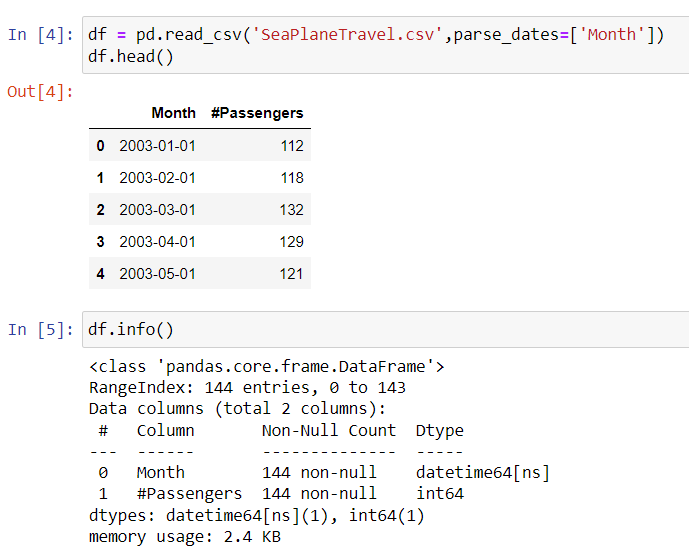 In [4]: df = pd.read_csv('SeaPlaneTravel.csv',parse_dates=['Month'])
df.head()
Out[4]:
Month #Passengers
0 2003-01-01 112
1 2003-02-01 118
2 2003-03-01 132
3 2003-04-01 129
4 2003-05-01 121
In [5]: df.info()
<class 'pandas.core.frame.DataFrame'>
RangeIndex: 144 entries, 0 to 143
Data columns (total 2 columns):
# Column Non-Null Count Dtype
--- ------ -------------- -----
0 Month 144 non-null datetime64[ns]
1 #Passengers 144 non-null int64
dtypes: datetime64[ns](1), int64(1)
memory usage: 2.4 KB